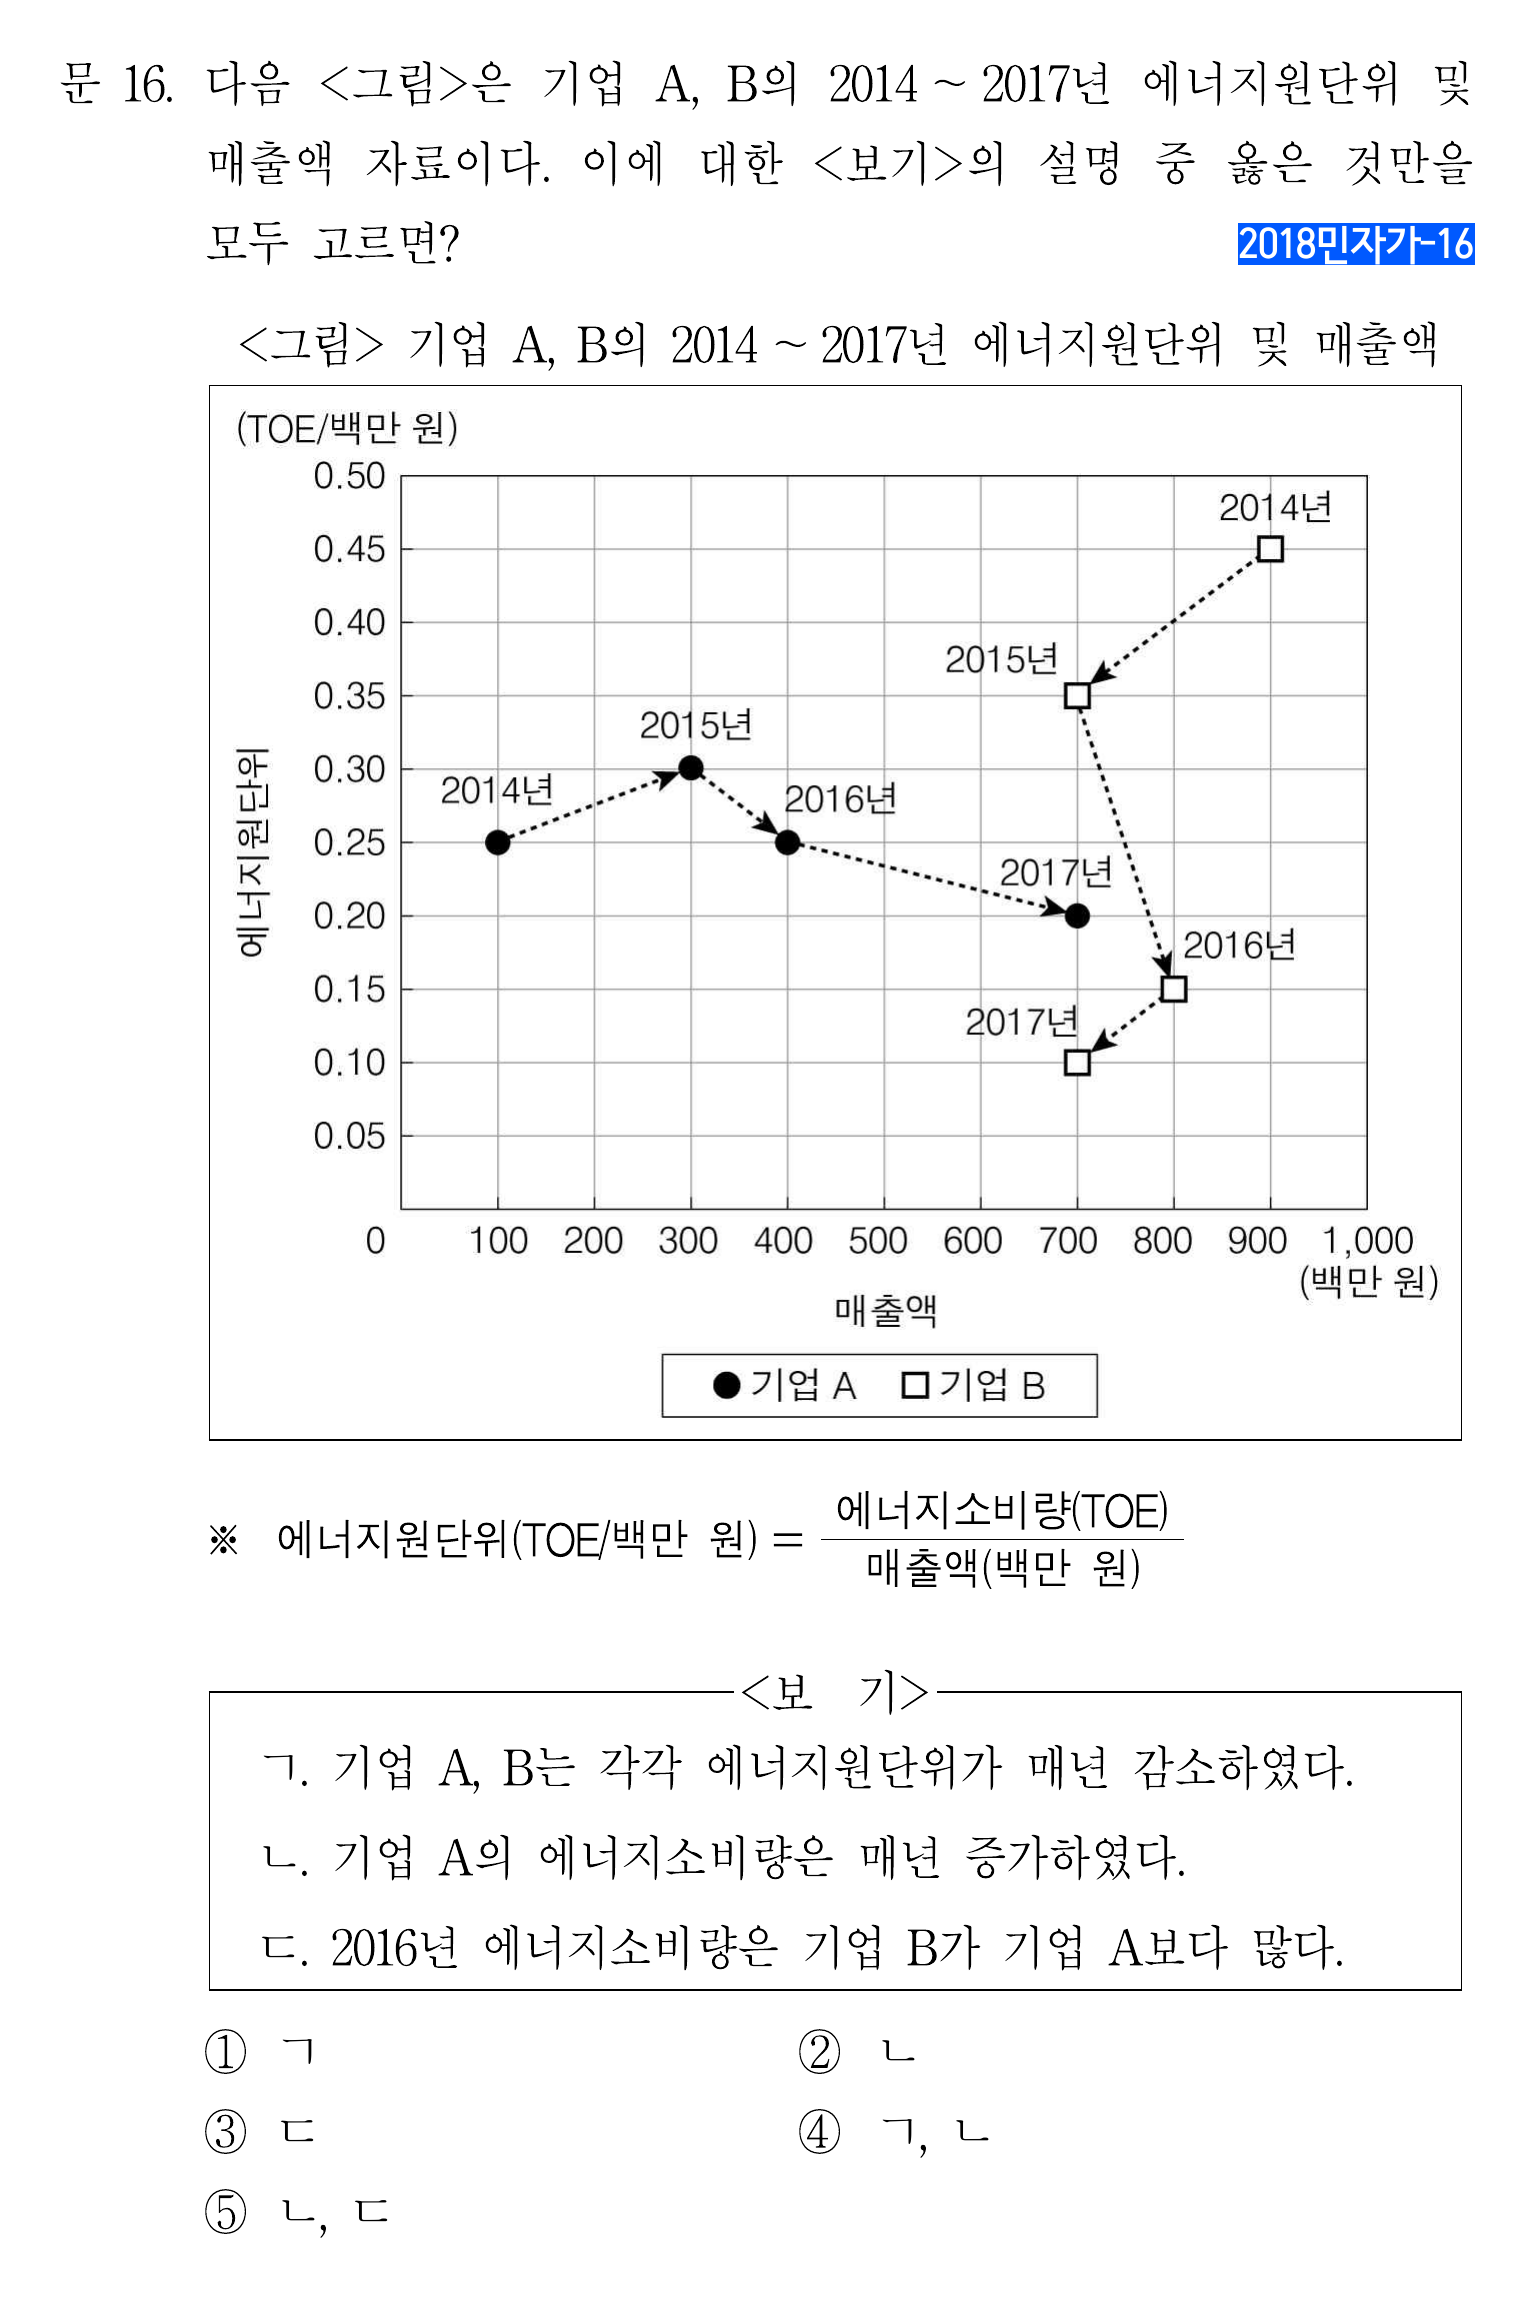 문 16. 다음 <그림>은 기업 A, B의 2014 ~ 2017년 에너지원단위 및
매출액 자료이다. 이에 대한 <보기>의 설명 중 옳은 것만을
모두 고르면?
2018민자가-16
<그림> 기업 A, B의 2014 ~ 2017년 에너지원단위 및 매출액
(TOE/백만 원)
0.50
2014년
0.45
0.40
2015년
0.35
2015년
0.30
2014년
2016년
0.25
2017년
0.20
2016년
0.15
2017년
0.10
0.05
에너지원단위
0 100 200 300 400 500 600 700 800 900 1,000
(백만 원)
매출액
기업 A 기업 B
※ 에너지원단위(TOE/백만 원) = 에너지소비량(TOE)
매출액(백만 원)
<보 기>
ㄱ. 기업 A, B는 각각 에너지원단위가 매년 감소하였다.
ㄴ. 기업 A의 에너지소비량은 매년 증가하였다.
ㄷ. 2016년 에너지소비량은 기업 B가 기업 A보다 많다.
① ㄱ ② ㄴ
③ ㄷ ④ ㄱ, ㄴ
⑤ ㄴ, ㄷ